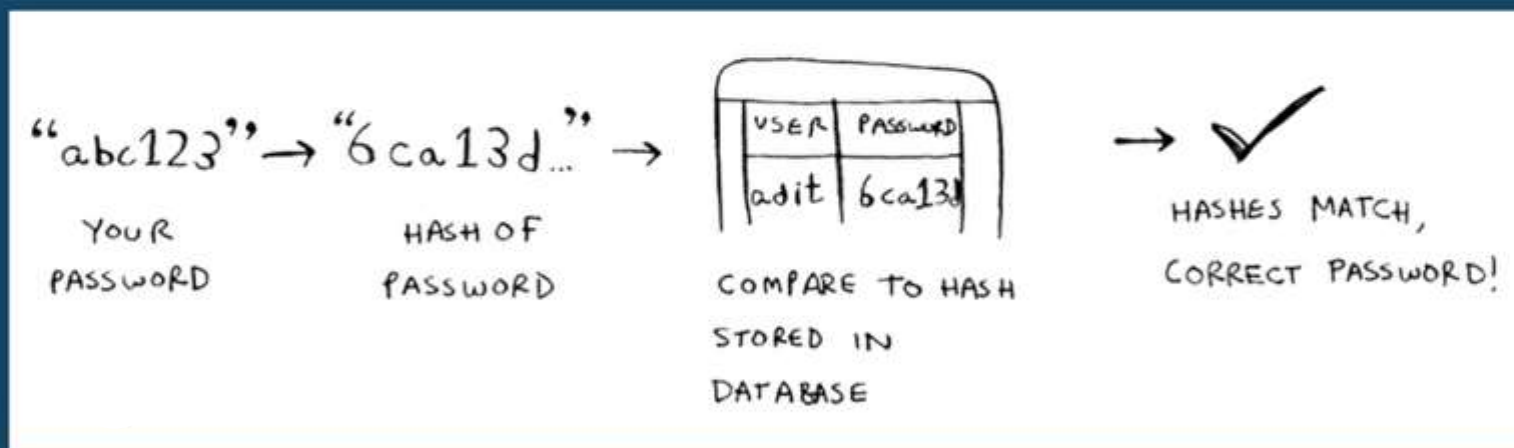 “abc123” → “6ca13d...” →
YOUR
PASSWORD
HASH OF
PASSWORD
USER PASSWORD
adit 6ca13d
COMPARE TO HASH
STORED IN
DATABASE
→ ✓
HASHES MATCH,
CORRECT PASSWORD!